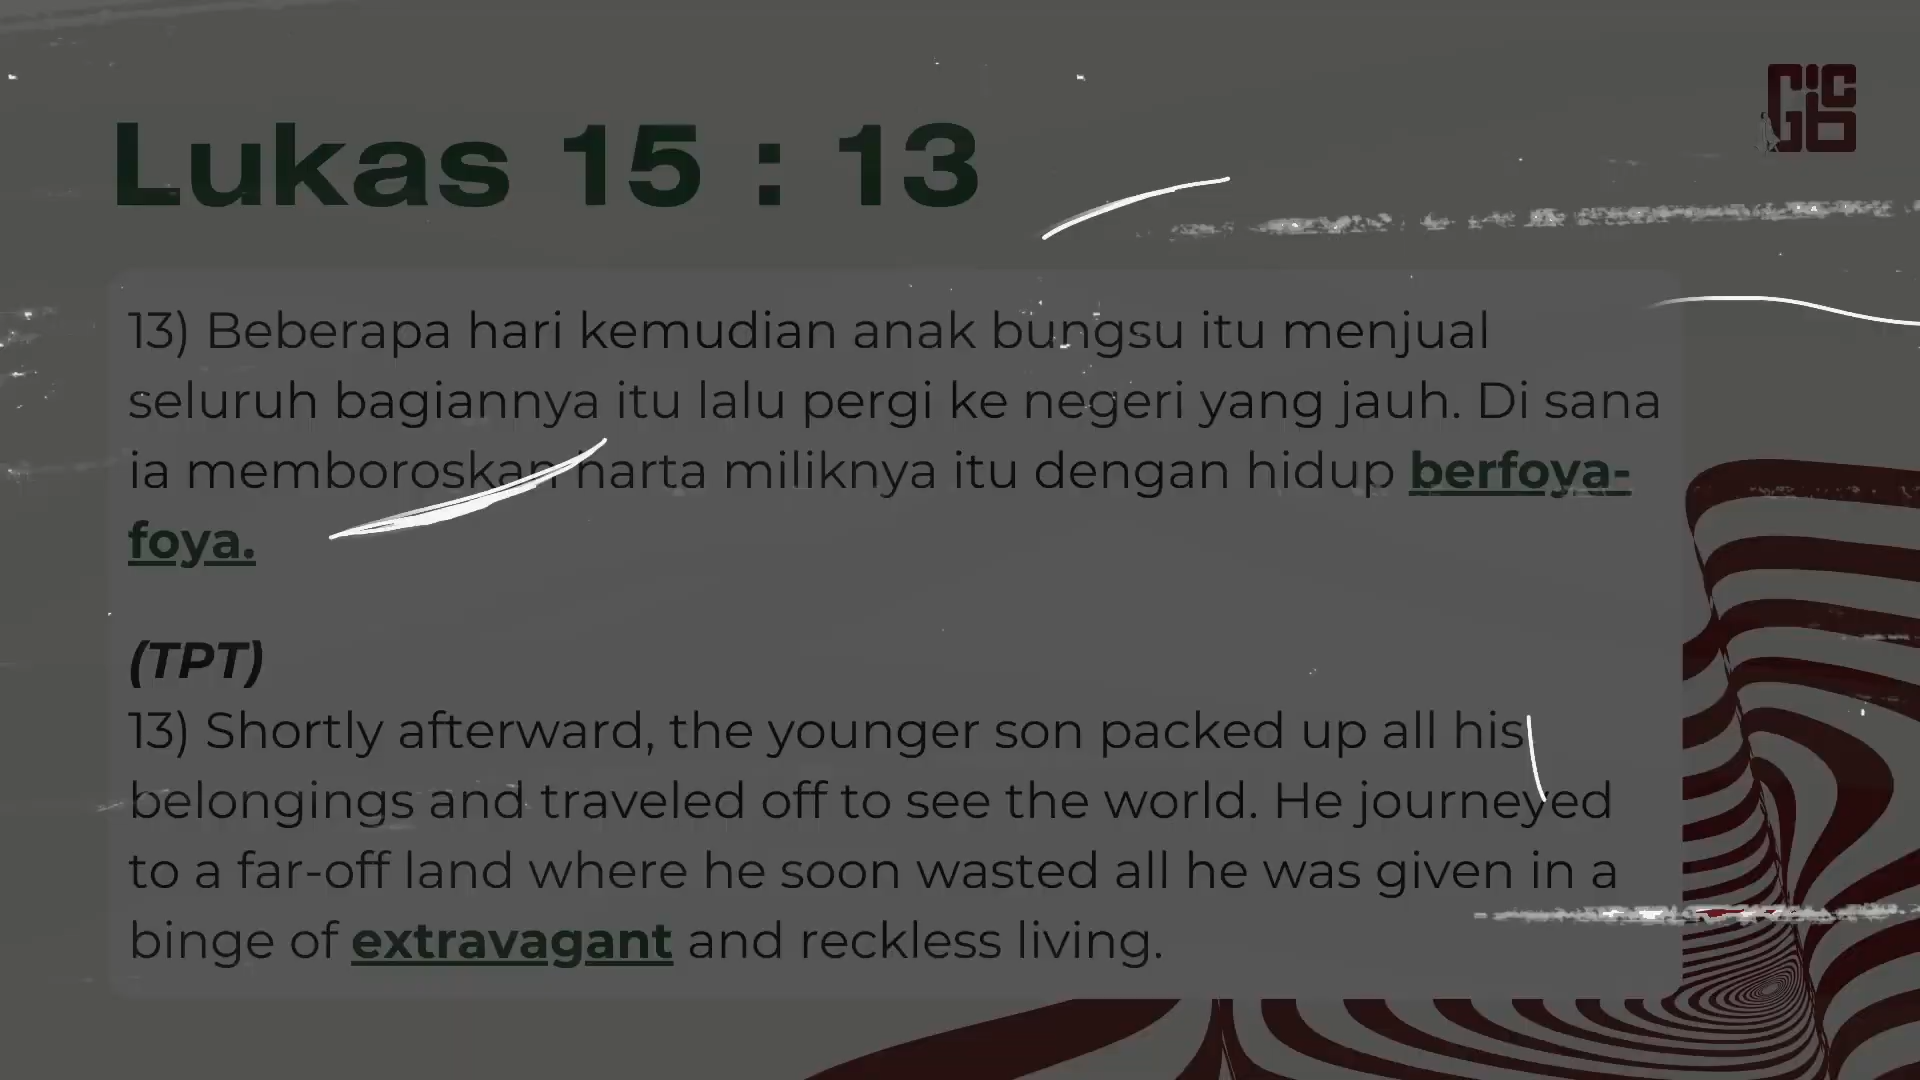 Lukas 15 : 13
13) Beberapa hari kemudian anak bungsu itu menjual
seluruh bagiannya itu lalu pergi ke negeri yang jauh. Di sana
ia memboroskan harta miliknya itu dengan hidup berfoya-
foya.
(TPT)
13) Shortly afterward, the younger son packed up all his
belongings and traveled off to see the world. He journeyed
to a far-off land where he soon wasted all he was given in a
binge of extravagant and reckless living.